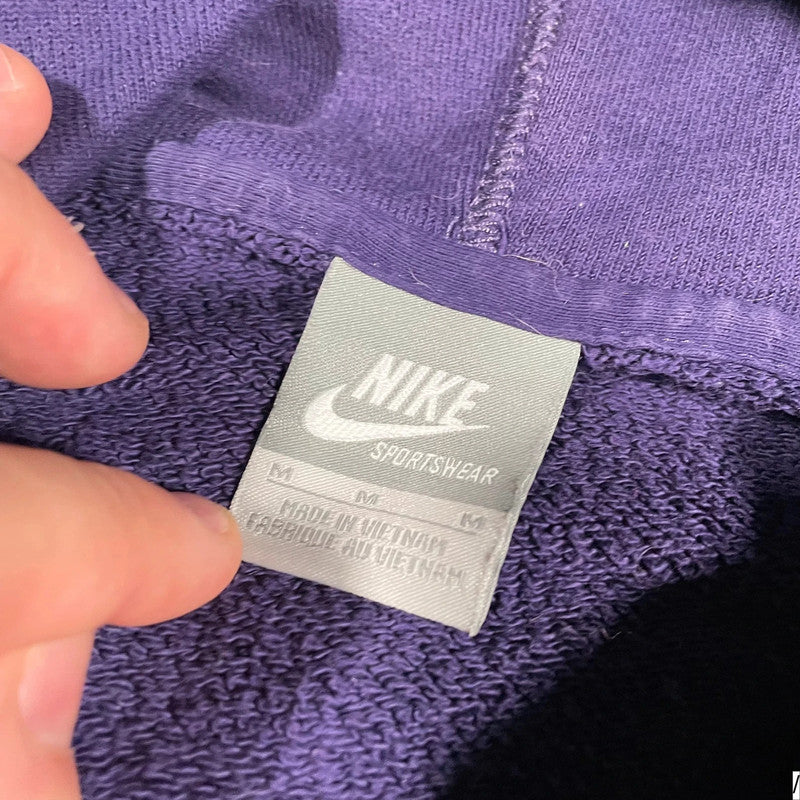 NIKE
SPORTSWEAR
M M M
MADE IN VIETNAM
FABRIQUE AU VIETNAM
/